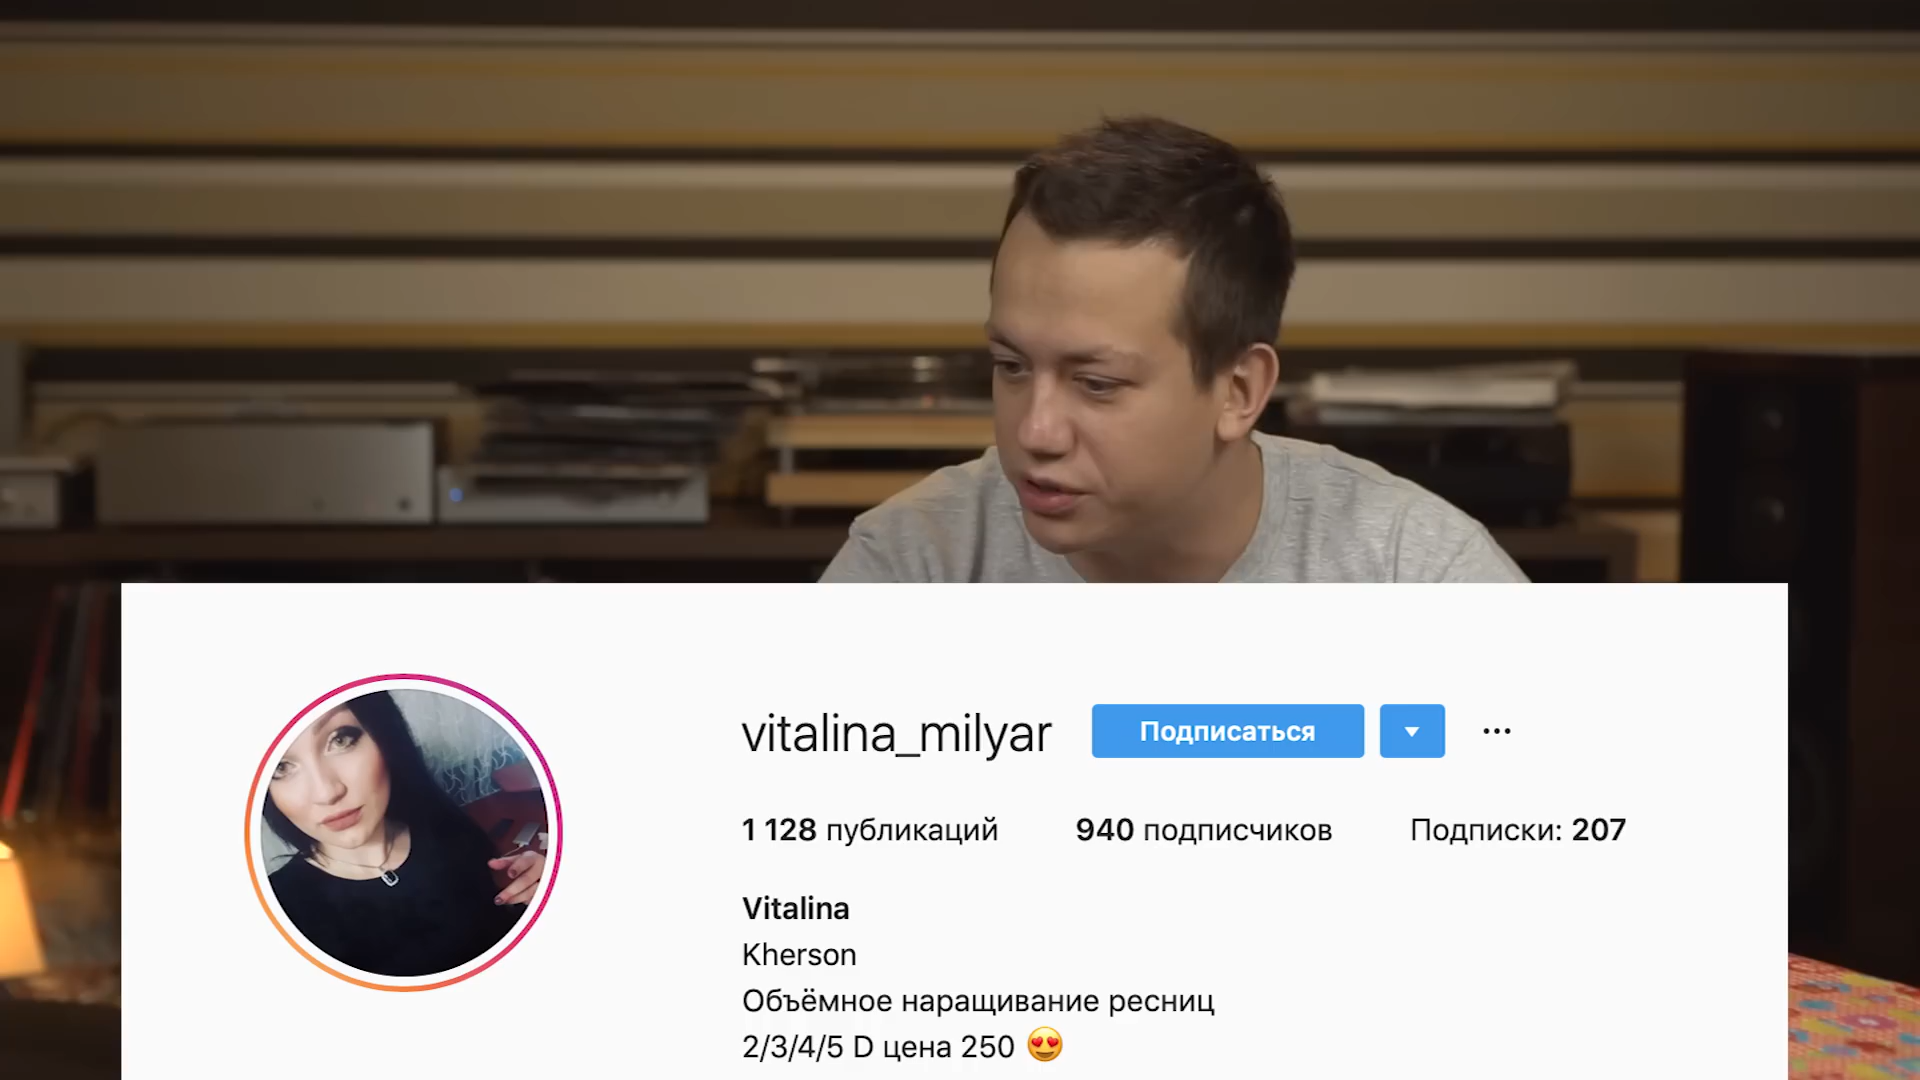 vitalina_milyar Подписаться
1 128 публикаций 940 подписчиков Подписки: 207
Vitalina
Kherson
Объёмное наращивание ресниц
2/3/4/5 D цена 250 😍